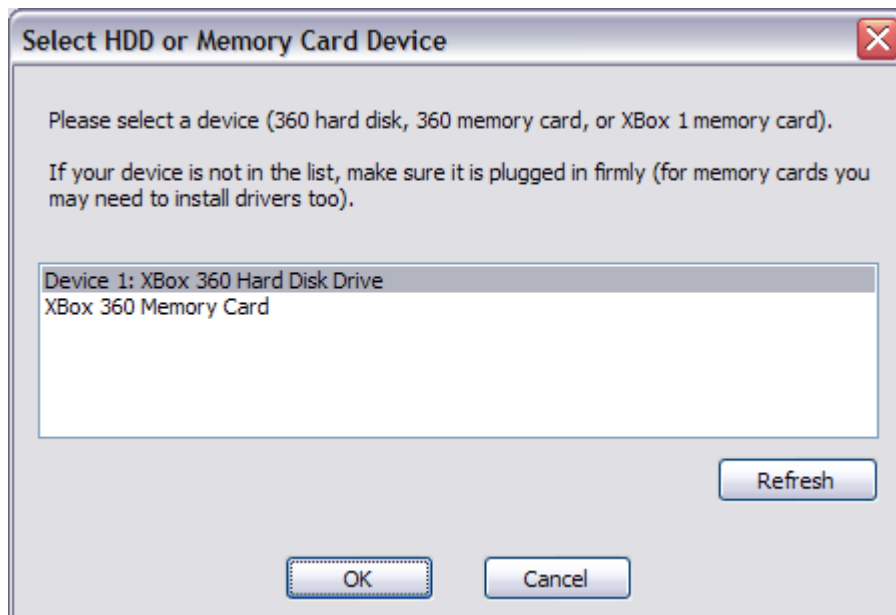 Select HDD or Memory Card Device
Please select a device (360 hard disk, 360 memory card, or XBox 1 memory card).
If your device is not in the list, make sure it is plugged in firmly (for memory cards you
may need to install drivers too).
Device 1: XBox 360 Hard Disk Drive
XBox 360 Memory Card
Refresh
OK
Cancel